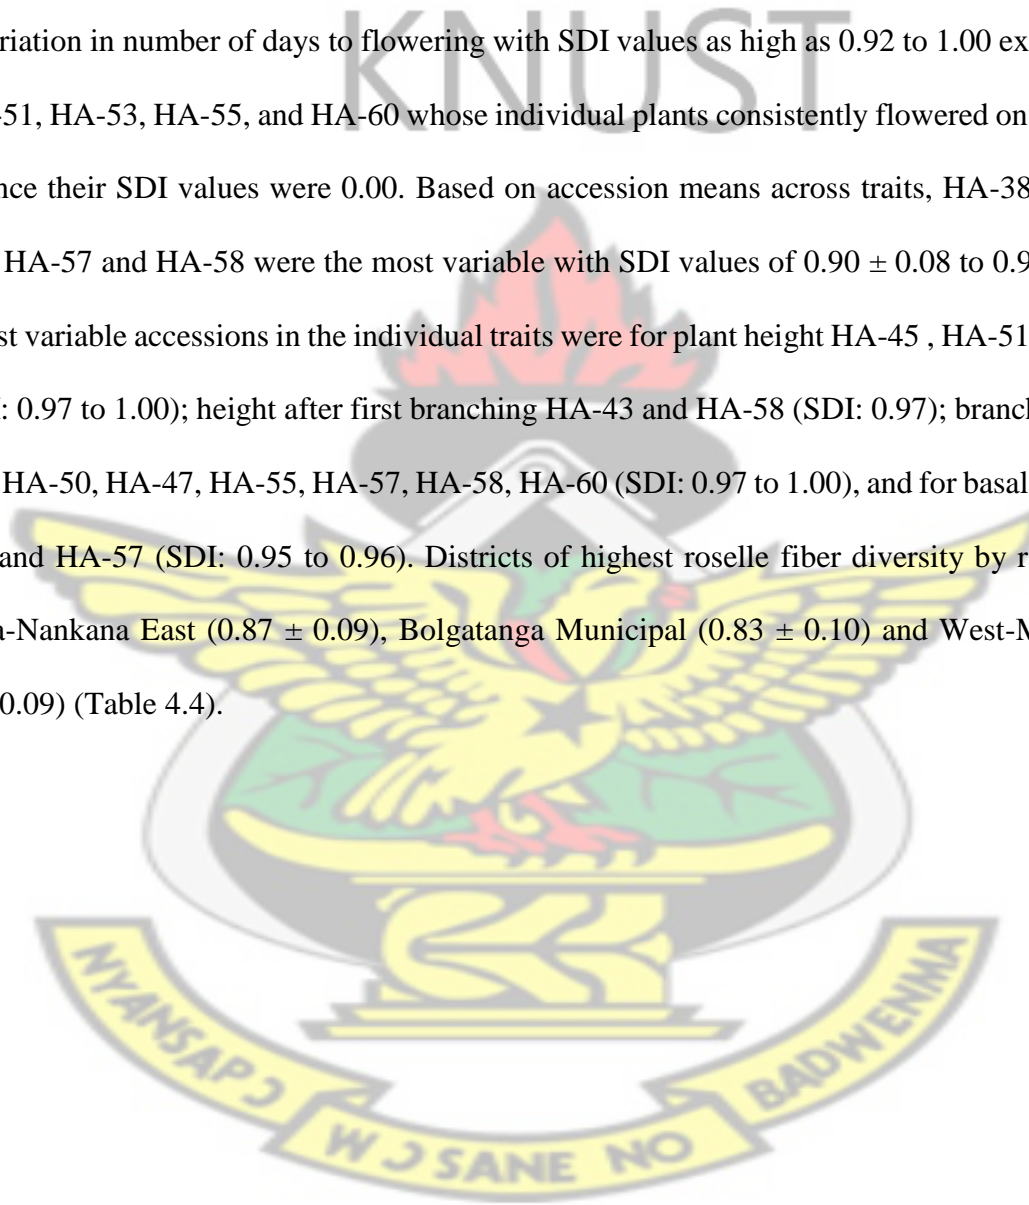 KNUST
riation in number of days to flowering with SDI values as high as 0.92 to 1.00 ex
-51, HA-53, HA-55, and HA-60 whose individual plants consistently flowered on
nce their SDI values were 0.00. Based on accession means across traits, HA-38
HA-57 and HA-58 were the most variable with SDI values of 0.90 ± 0.08 to 0.9
st variable accessions in the individual traits were for plant height HA-45 , HA-51
I: 0.97 to 1.00); height after first branching HA-43 and HA-58 (SDI: 0.97); branch
HA-50, HA-47, HA-55, HA-57, HA-58, HA-60 (SDI: 0.97 to 1.00), and for basal
and HA-57 (SDI: 0.95 to 0.96). Districts of highest roselle fiber diversity by r
a-Nankana East (0.87 ± 0.09), Bolgatanga Municipal (0.83 ± 0.10) and West-M
0.09) (Table 4.4).
NYANSAPƆ
WƆSANE NO
BADWENMA